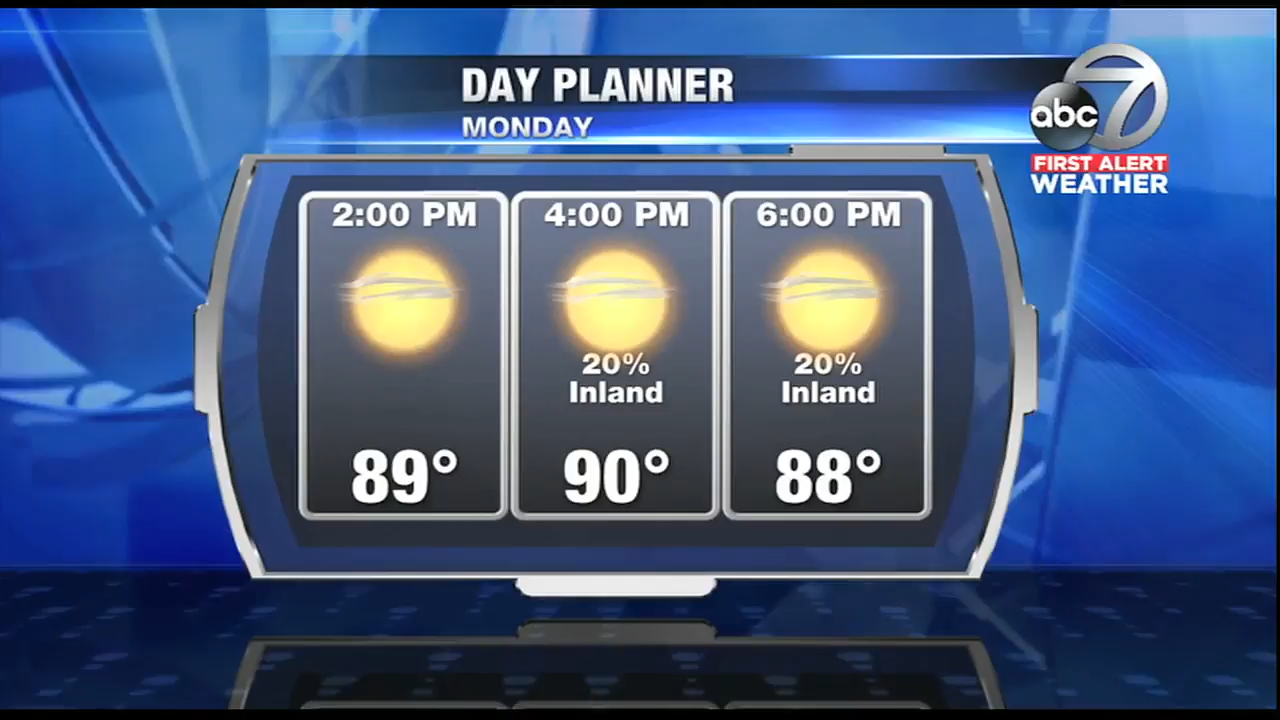 DAY PLANNER
MONDAY
abc 7
FIRST ALERT
WEATHER
2:00 PM
89°
4:00 PM
20%
Inland
90°
6:00 PM
20%
Inland
88°